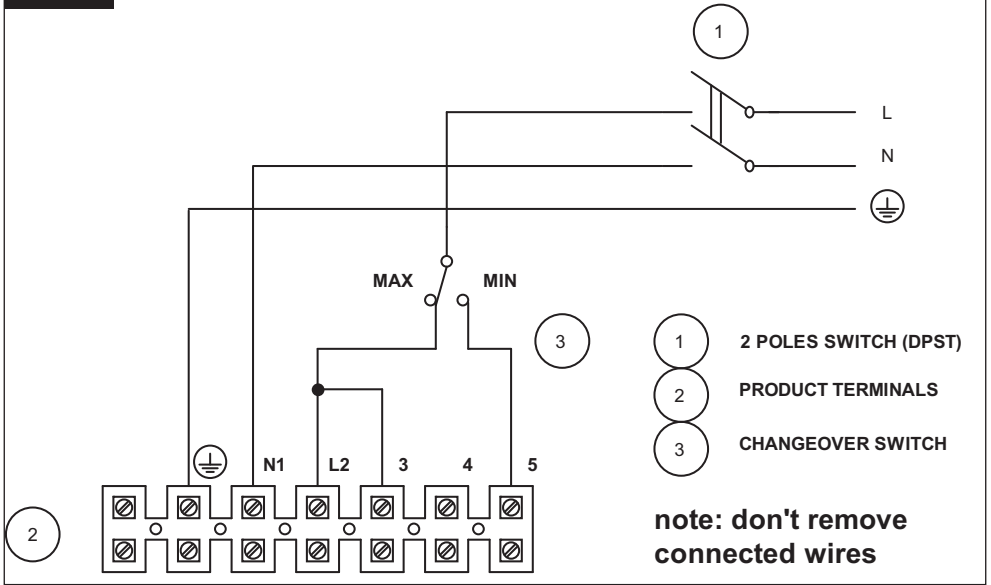 1
L
N
MAX MIN
3
1 2 POLES SWITCH (DPST)
2 PRODUCT TERMINALS
3 CHANGEOVER SWITCH
N1 L2 3 4 5
2
note: don't remove
connected wires